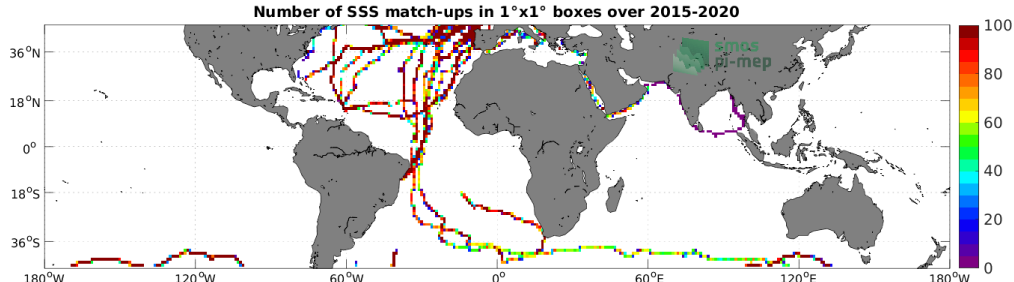 Number of SSS match-ups in 1°x1° boxes over 2015-2020
smos
pi-mep
36°N
18°N
0°
18°S
36°S
180°W
120°W
60°W
0°
60°E
120°E
180°W
100
80
60
40
20
0